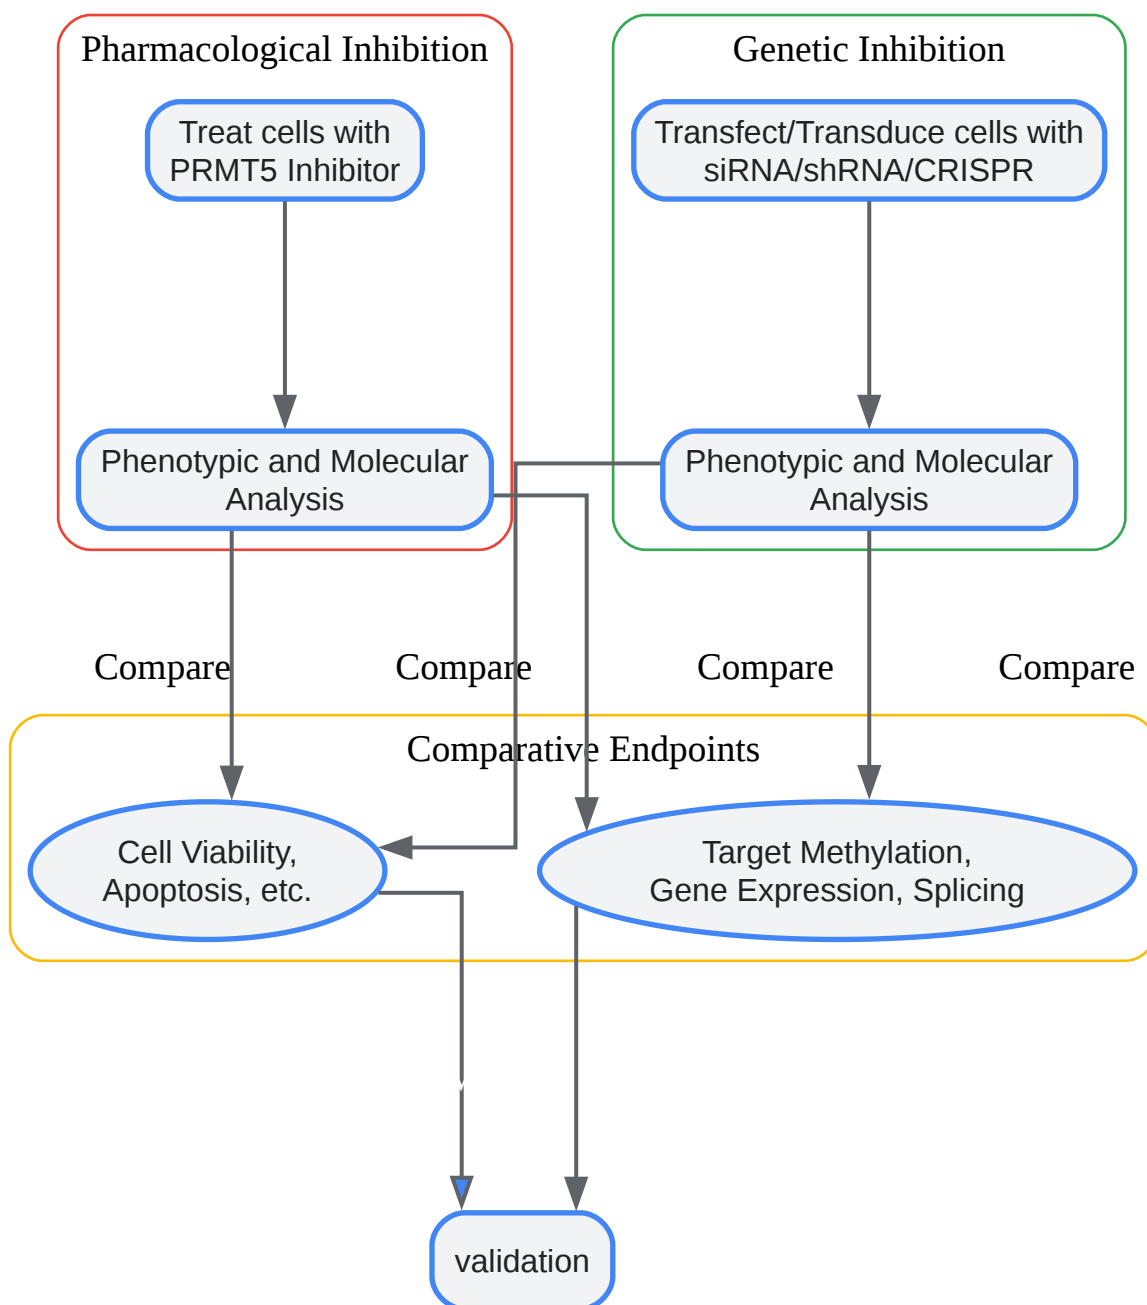 Pharmacological Inhibition
Genetic Inhibition
Treat cells with
PRMT5 Inhibitor
Transfect/Transduce cells with
siRNA/shRNA/CRISPR
Phenotypic and Molecular
Analysis
Phenotypic and Molecular
Analysis
Compare
Compare
Compare
Compare
Comparative Endpoints
Cell Viability,
Apoptosis, etc.
Target Methylation,
Gene Expression, Splicing
validation